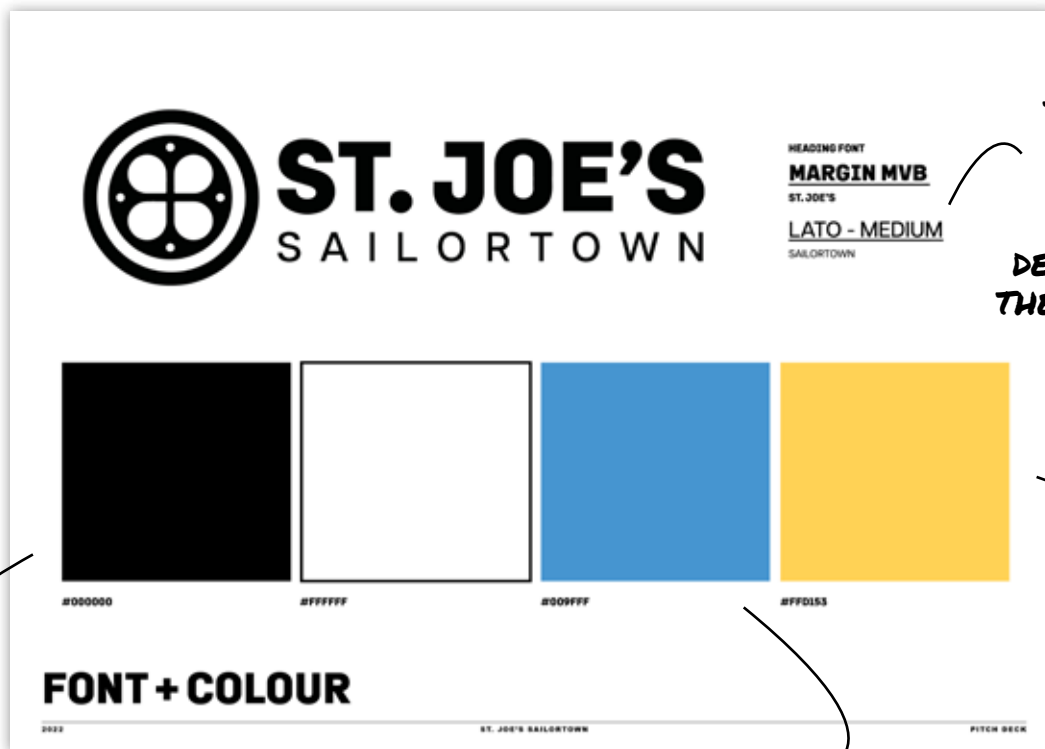 ST. JOE'S
SAILORTOWN
HEADING FONT
MARGIN MVB
ST. JOE'S
LATO - MEDIUM
SAILORTOWN
#000000
#FFFFFF
#009FFF
#FFD153
FONT + COLOUR
2022
ST. JOE'S SAILORTOWN
PITCH DECK